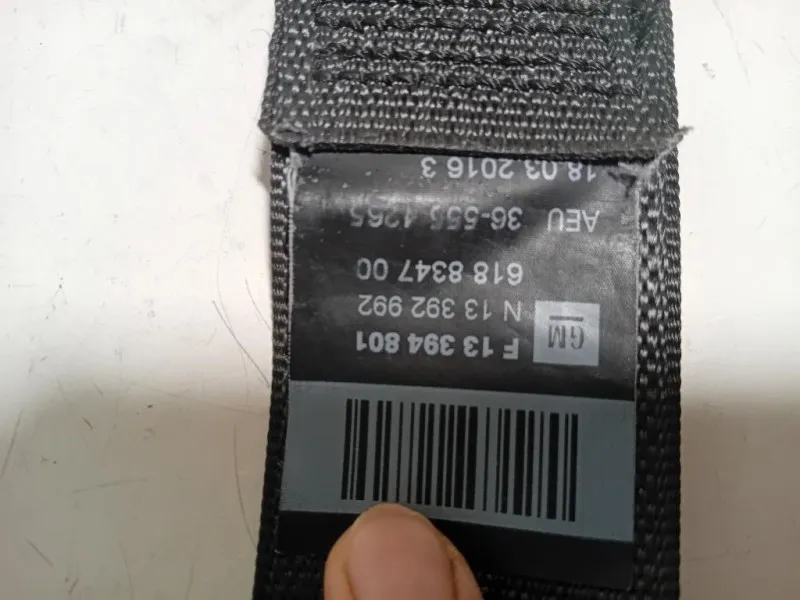 GM
F 13 394 801
N 13 392 992
618 8347 00
AEU 36-555 1265
18 03 2016 3